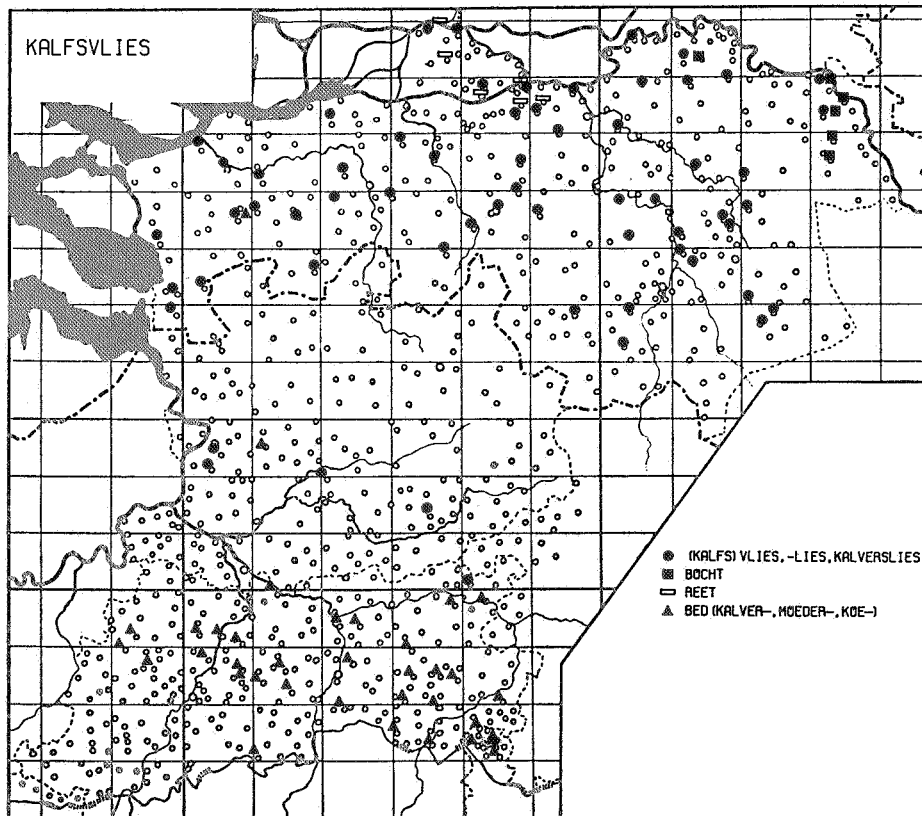 KALFSVLIES
(KALFS) VLIES, -LIES, KALVERSLIES
BOCHT
REET
BED (KALVER-, MOEDER-, KOE-)